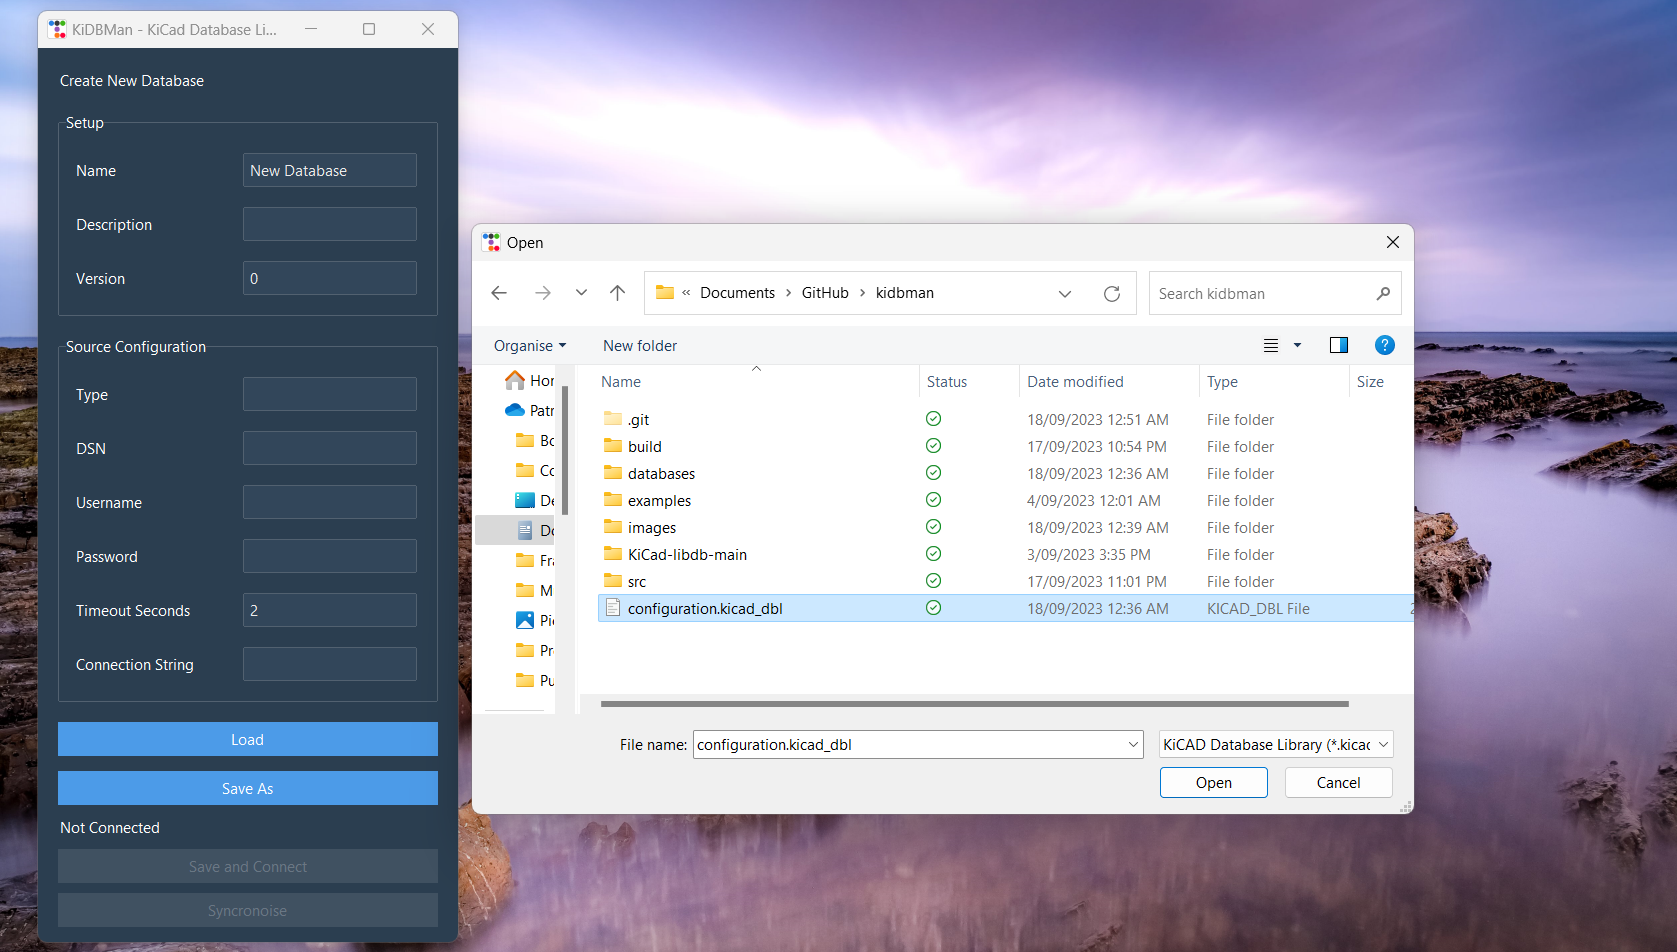 KiDBMan - KiCad Database Li...
Create New Database
Setup
Name
New Database
Description
Version
0
Source Configuration
Type
DSN
Username
Password
Timeout Seconds
2
Connection String
Load
Save As
Not Connected
Save and Connect
Syncronoise
Open
« Documents › GitHub › kidbman
Search kidbman
Organise
New folder
?
Name Status Date modified Type Size
.git 18/09/2023 12:51 AM File folder
build 17/09/2023 10:54 PM File folder
databases 18/09/2023 12:36 AM File folder
examples 4/09/2023 12:01 AM File folder
images 18/09/2023 12:39 AM File folder
KiCad-libdb-main 3/09/2023 3:35 PM File folder
src 17/09/2023 11:01 PM File folder
configuration.kicad_dbl 18/09/2023 12:36 AM KICAD_DBL File 2
Hor
Patr
Bo
Co
De
Do
Fra
M
Pic
Pr
Pu
File name: configuration.kicad_dbl
KiCAD Database Library (*.kicac
Open
Cancel